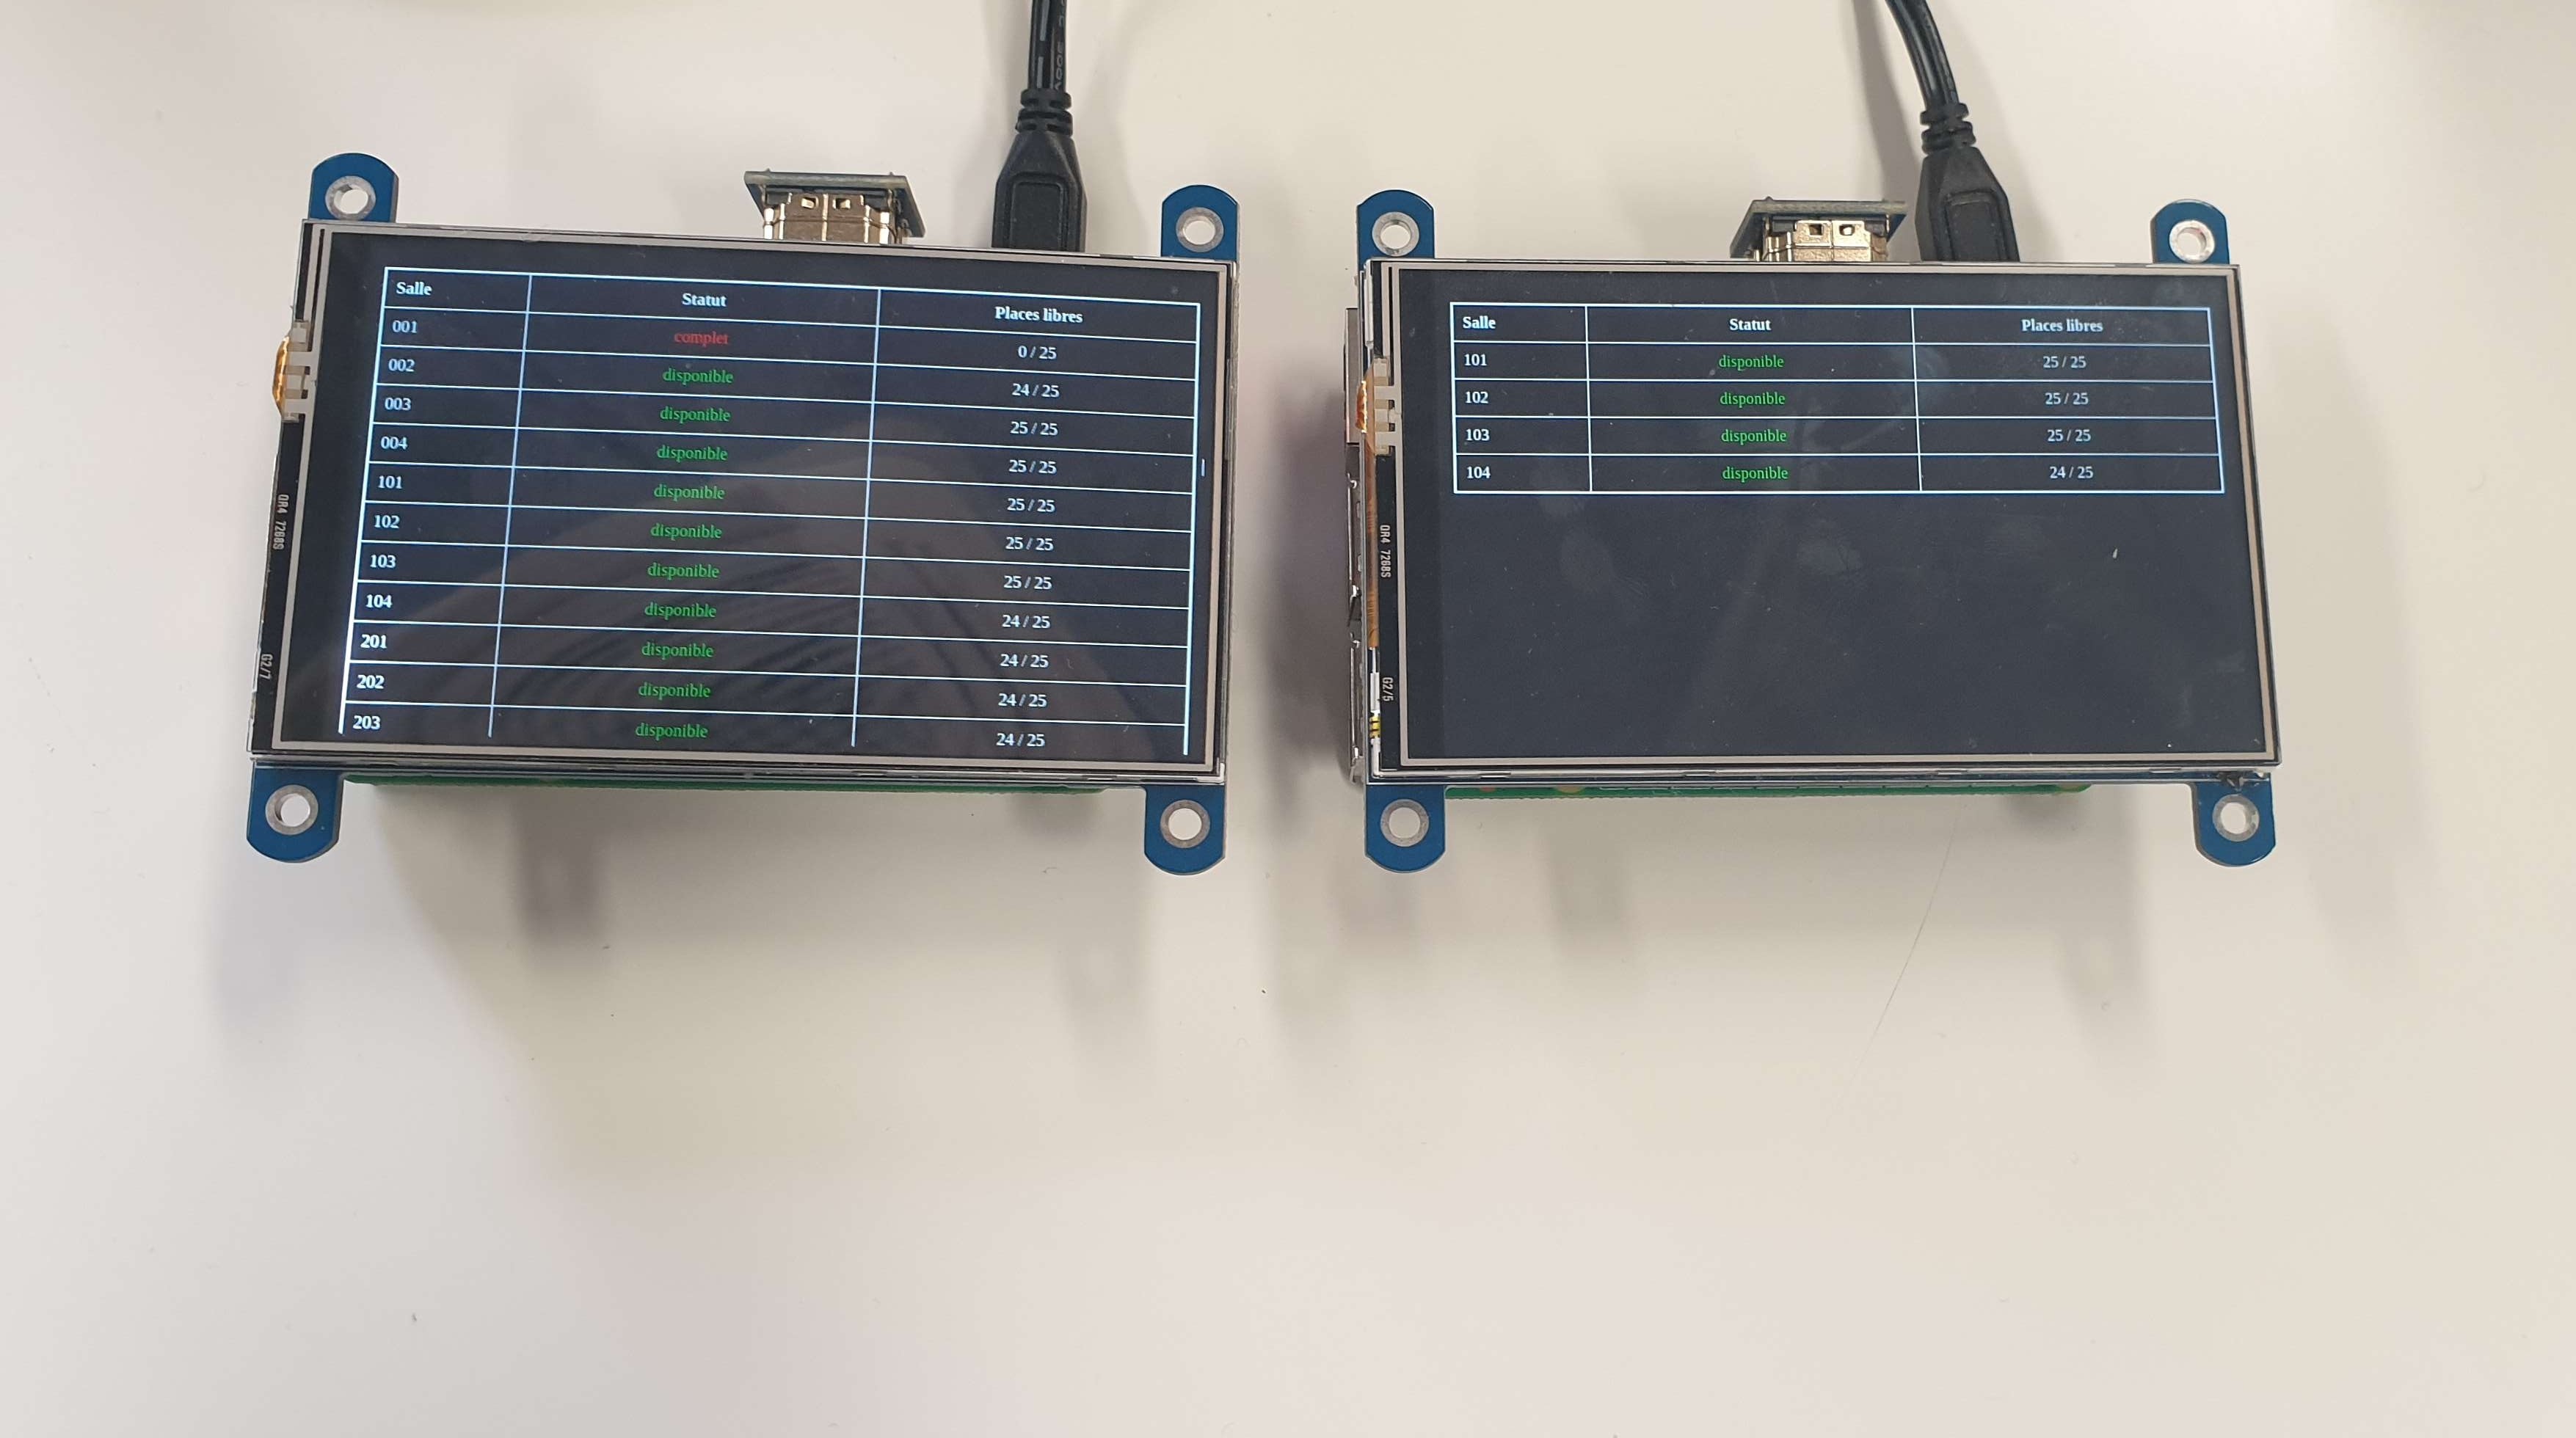 Salle Statut Places libres
001 complet 0 / 25
002 disponible 24 / 25
003 disponible 25 / 25
004 disponible 25 / 25
101 disponible 25 / 25
102 disponible 25 / 25
103 disponible 25 / 25
104 disponible 24 / 25
201 disponible 24 / 25
202 disponible 24 / 25
203 disponible 24 / 25
QR4 7268S
G2/7
Salle Statut Places libres
101 disponible 25 / 25
102 disponible 25 / 25
103 disponible 25 / 25
104 disponible 24 / 25
QR4 7268S
G2/5